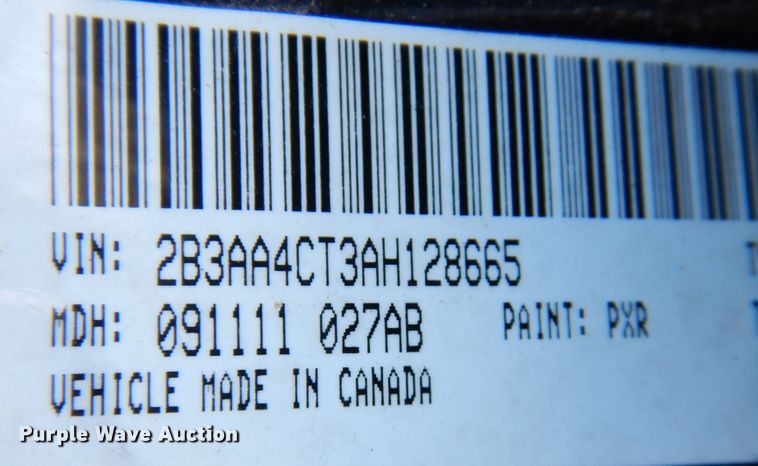 VIN: 2B3AA4CT3AH128665
MDH: 091111 027AB PAINT: PXR
VEHICLE MADE IN CANADA
Purple Wave Auction